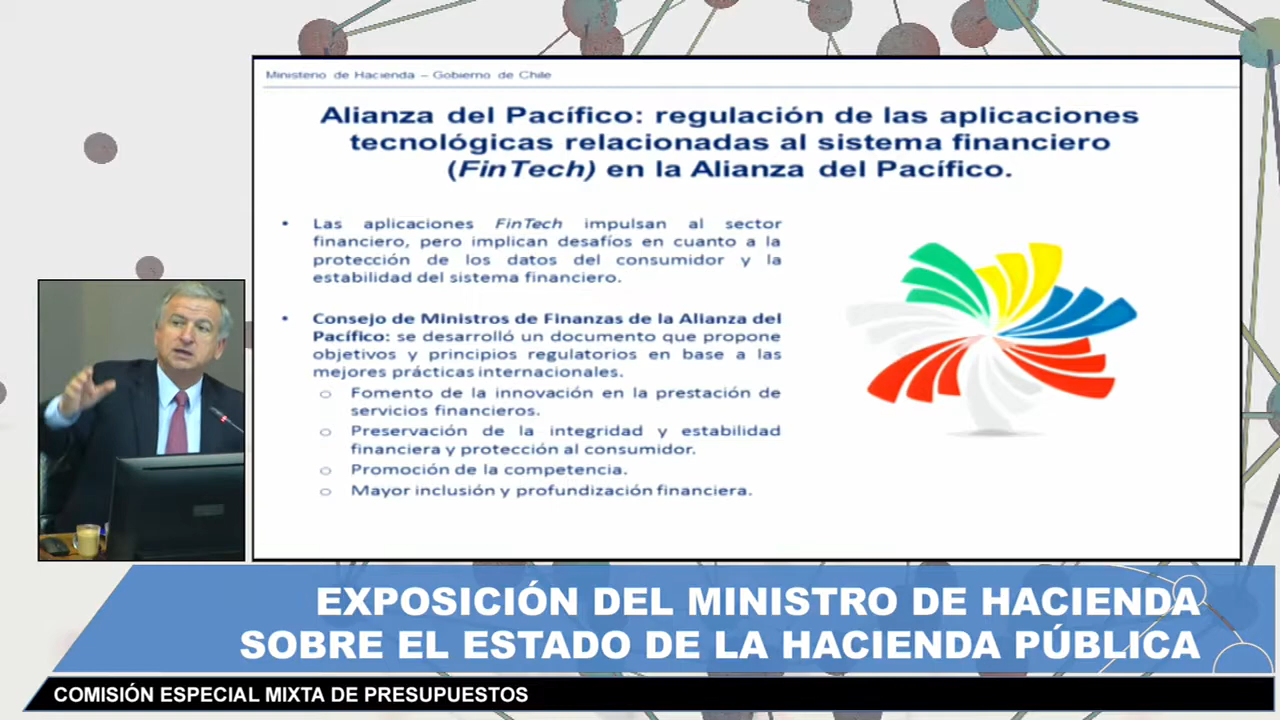 Ministerio de Hacienda – Gobierno de Chile
Alianza del Pacífico: regulación de las aplicaciones
tecnológicas relacionadas al sistema financiero
(FinTech) en la Alianza del Pacífico.
• Las aplicaciones FinTech impulsan al sector
financiero, pero implican desafíos en cuanto a la
protección de los datos del consumidor y la
estabilidad del sistema financiero.
• Consejo de Ministros de Finanzas de la Alianza del
Pacífico: se desarrolló un documento que propone
objetivos y principios regulatorios en base a las
mejores prácticas internacionales.
o Fomento de la innovación en la prestación de
servicios financieros.
o Preservación de la integridad y estabilidad
financiera y protección al consumidor.
o Promoción de la competencia.
o Mayor inclusión y profundización financiera.
EXPOSICIÓN DEL MINISTRO DE HACIENDA
SOBRE EL ESTADO DE LA HACIENDA PÚBLICA
COMISIÓN ESPECIAL MIXTA DE PRESUPUESTOS